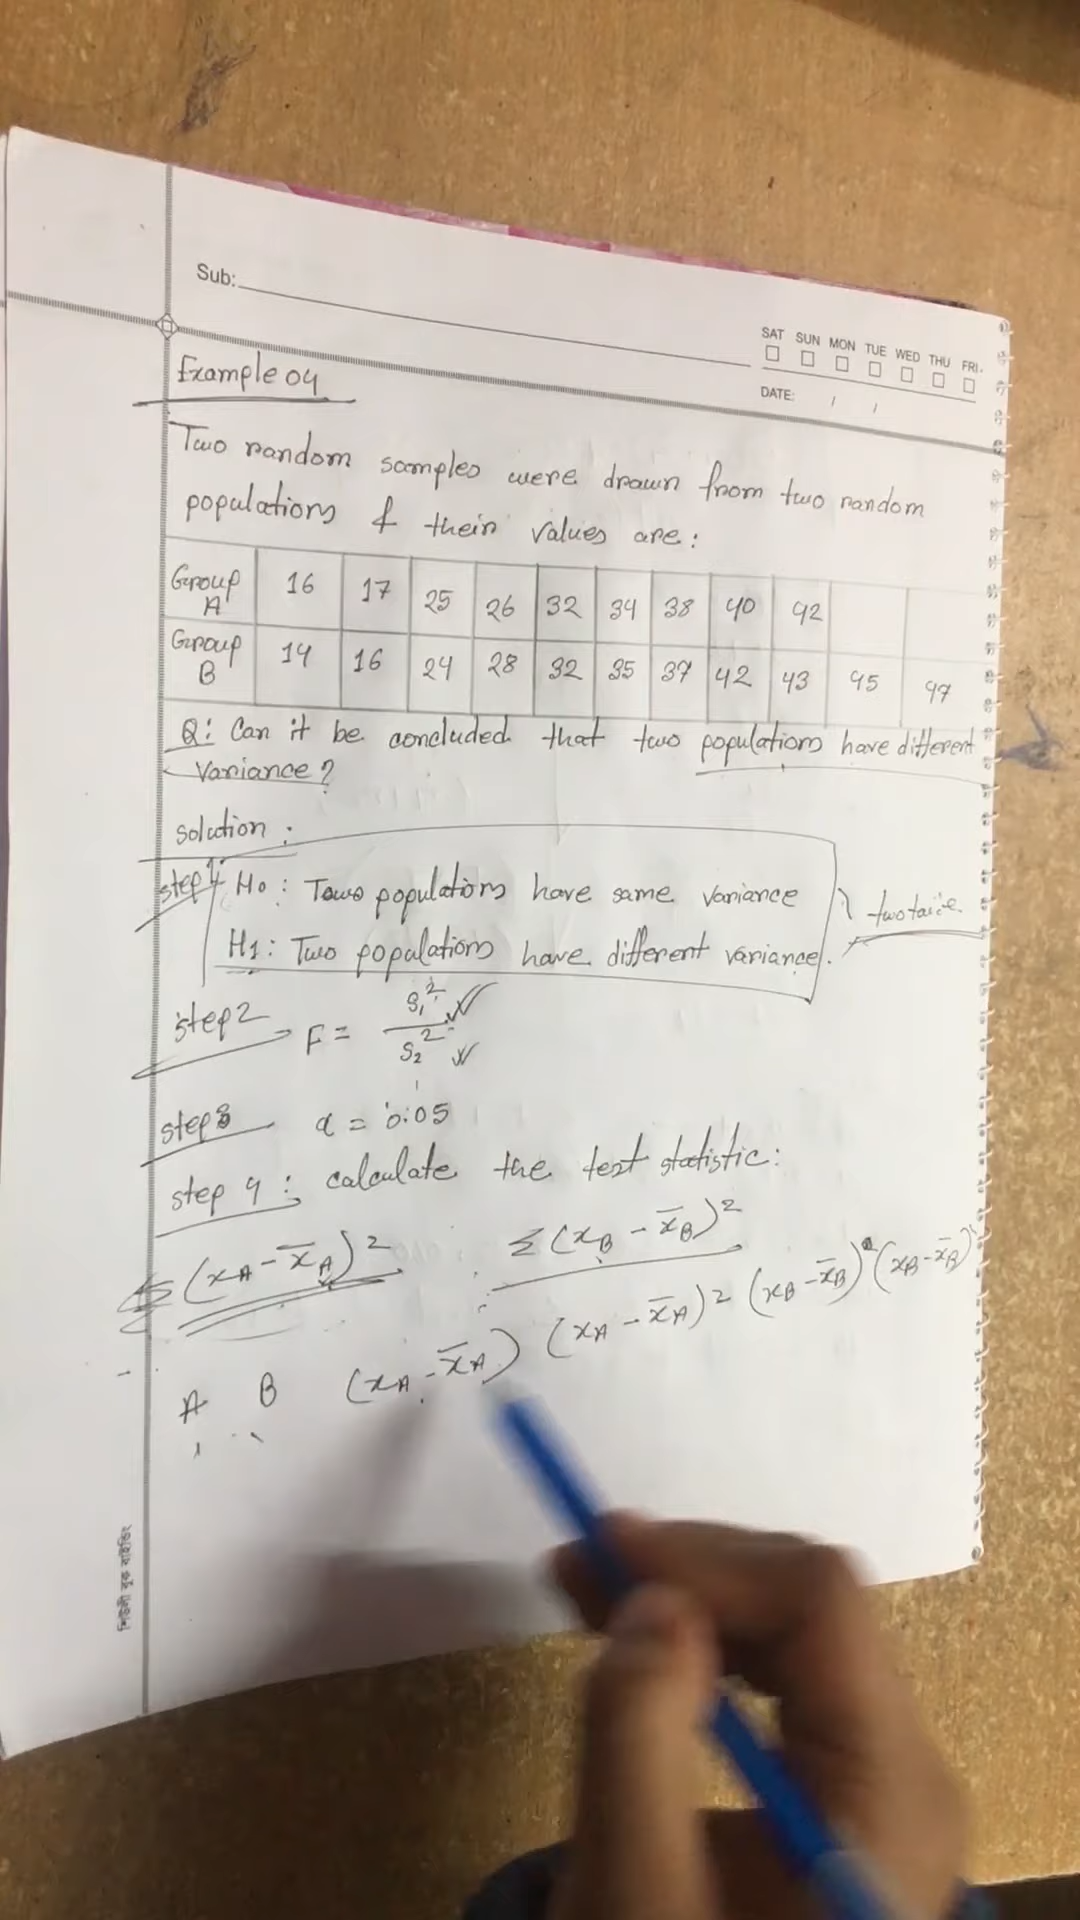 Sub:
SAT SUN MON TUE WED THU FRI.
DATE: / /
Example 04
Two random samples were drawn from two random
populations & their values are:
Group A 16 17 25 26 32 34 38 40 42
Group B 14 16 24 28 32 35 37 42 43 45 47
Q: Can it be concluded that two populations have different
variance?
solution:
step 1: H₀: Two populations have same variance
H1: Two populations have different variance.
step 2 F = S₁² / S₂²
step 3 α = 0.05
step 4: calculate the test statistic:
Σ(xA - x̄A)² Σ(xB - x̄B)²
A B (xA - x̄A) (xA - x̄A)² (xB - x̄B) (xB - x̄B)²